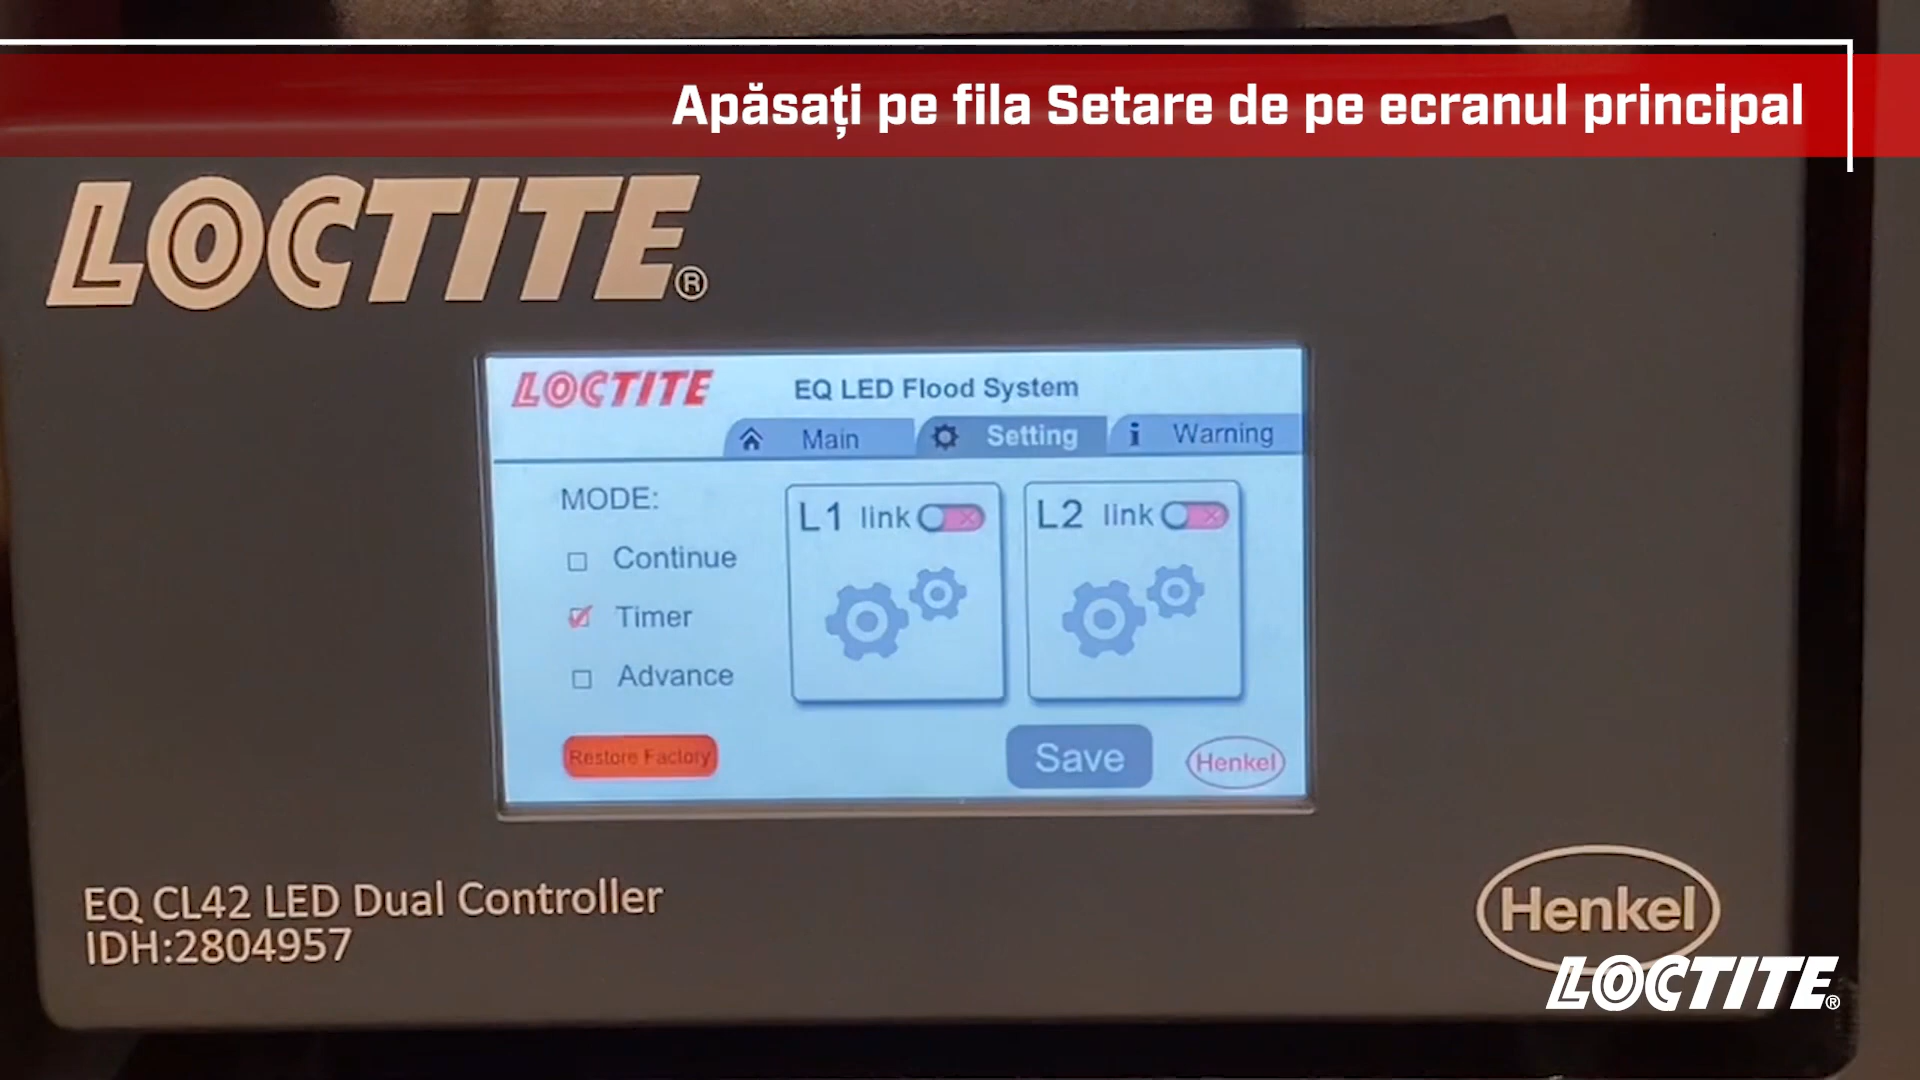 Apăsați pe fila Setare de pe ecranul principal
LOCTITE®
LOCTITE
EQ LED Flood System
Main
Setting
Warning
MODE:
Continue
Timer
Advance
L1 link
L2 link
Restore Factory
Save
Henkel
EQ CL42 LED Dual Controller
IDH:2804957
Henkel
LOCTITE®